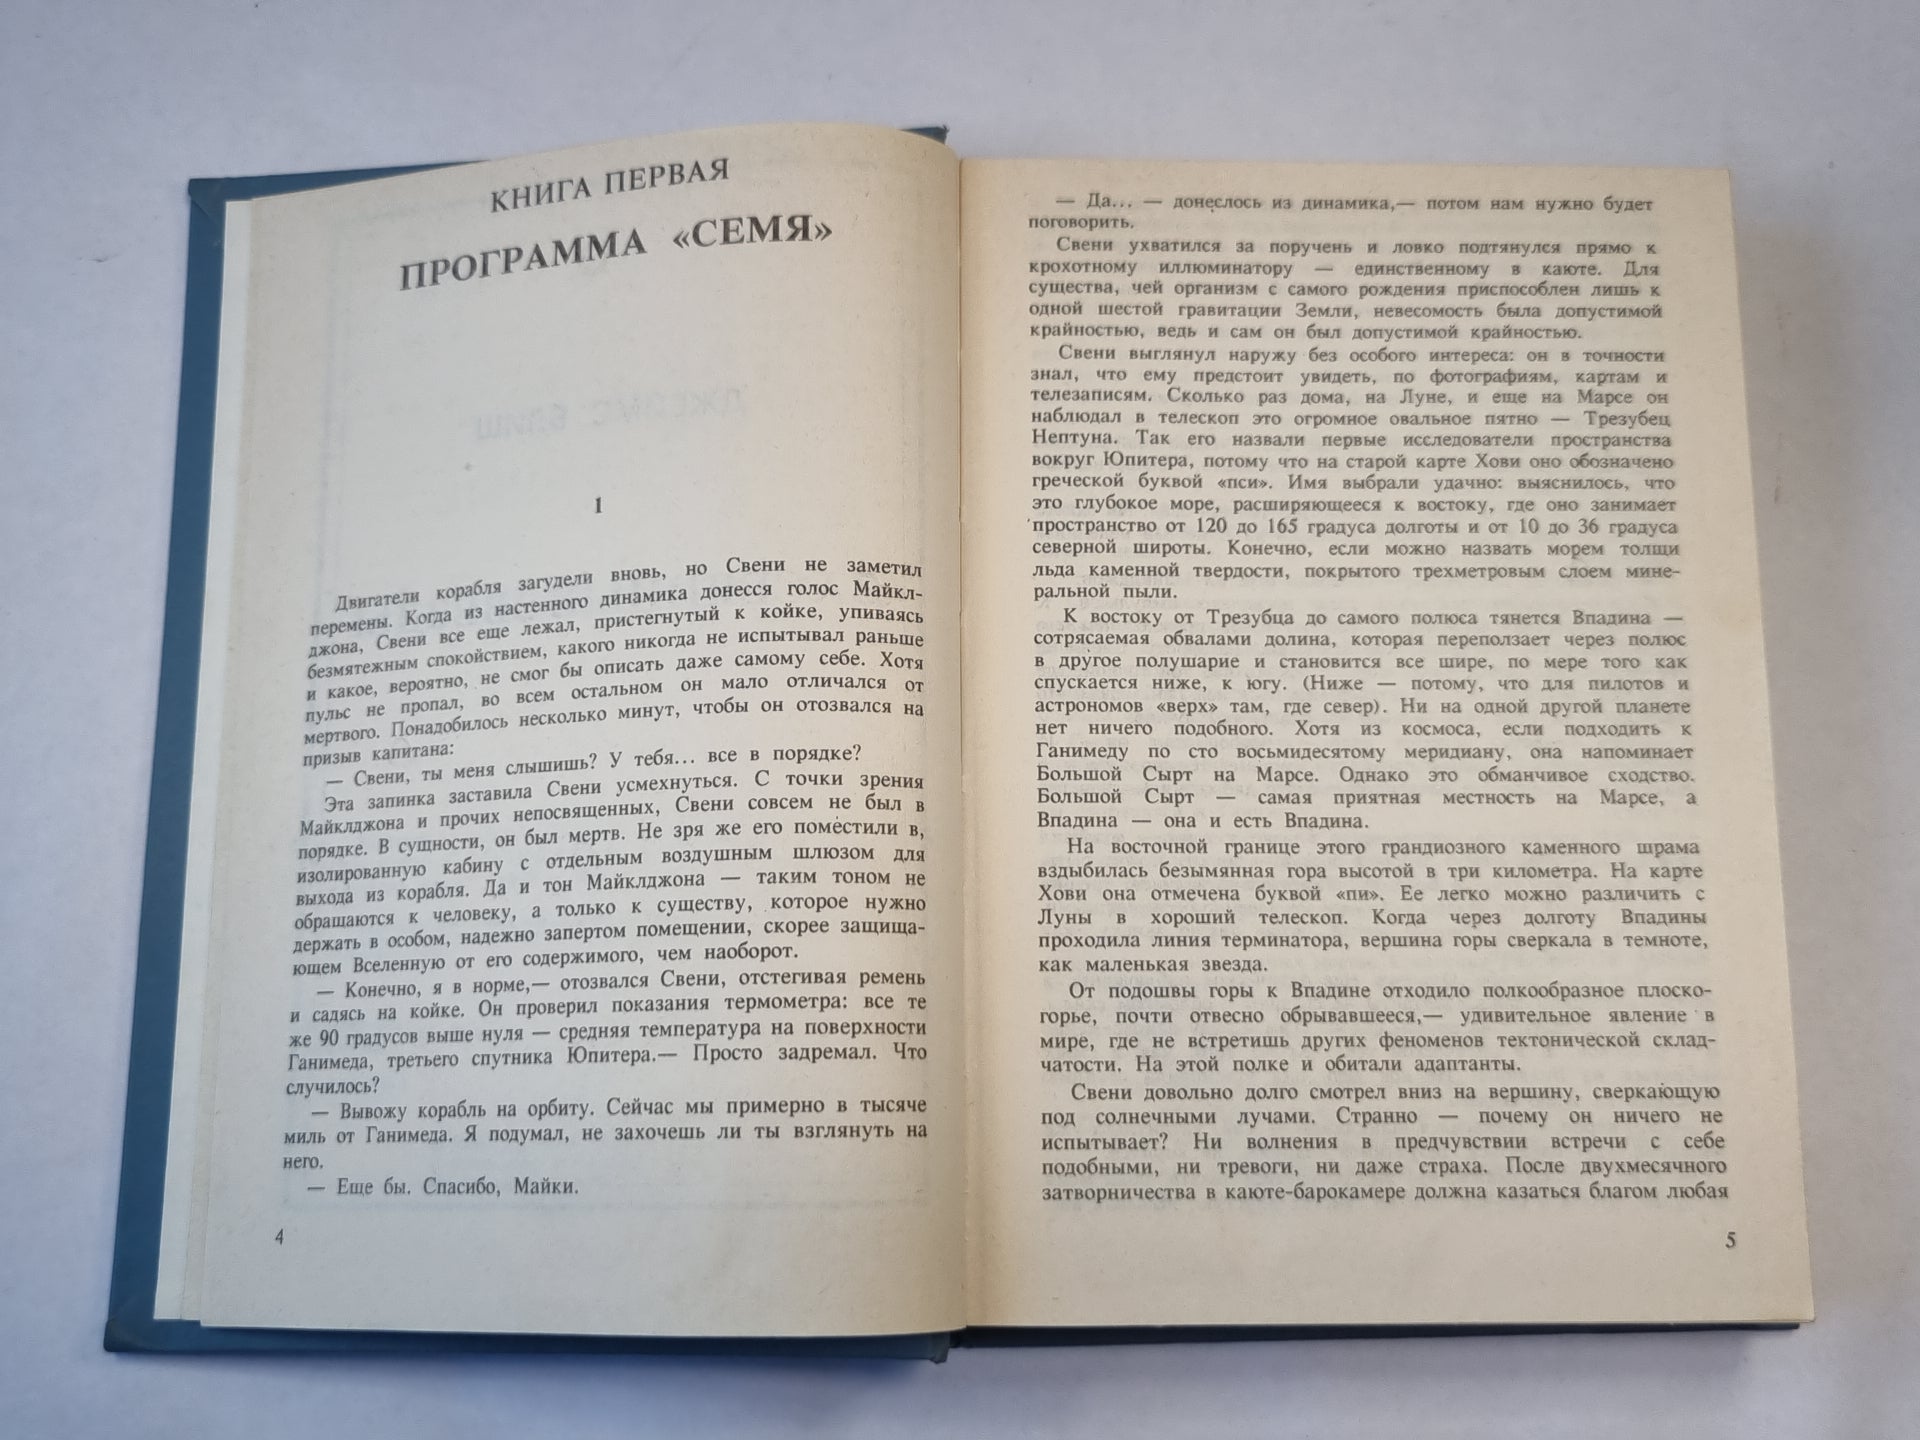 КНИГА ПЕРВАЯ
ПРОГРАММА «СЕМЯ»
1
Двигатели корабля загудели вновь, но Свени не заметил
перемены. Когда из настенного динамика донесся голос Майкл-
джона, Свени все еще лежал, пристегнутый к койке, упиваясь
безмятежным спокойствием, какого никогда не испытывал раньше
и какое, вероятно, не смог бы описать даже самому себе. Хотя
пульс не пропал, во всем остальном он мало отличался от
мертвого. Понадобилось несколько минут, чтобы он отозвался на
призыв капитана:
— Свени, ты меня слышишь? У тебя... все в порядке?
Эта запинка заставила Свени усмехнуться. С точки зрения
Майклджона и прочих непосвященных, Свени совсем не был в
порядке. В сущности, он был мертв. Не зря же его поместили в,
изолированную кабину с отдельным воздушным шлюзом для
выхода из корабля. Да и тон Майклджона — таким тоном не
обращаются к человеку, а только к существу, которое нужно
держать в особом, надежно запертом помещении, скорее защища-
ющем Вселенную от его содержимого, чем наоборот.
— Конечно, я в норме,— отозвался Свени, отстегивая ремень
и садясь на койке. Он проверил показания термометра: все те
же 90 градусов выше нуля — средняя температура на поверхности
Ганимеда, третьего спутника Юпитера.— Просто задремал. Что
случилось?
— Вывожу корабль на орбиту. Сейчас мы примерно в тысяче
миль от Ганимеда. Я подумал, не захочешь ли ты взглянуть на
него.
— Еще бы. Спасибо, Майки.
4
— Да... — донеслось из динамика,— потом нам нужно будет
поговорить.
Свени ухватился за поручень и ловко подтянулся прямо к
крохотному иллюминатору — единственному в каюте. Для
существа, чей организм с самого рождения приспособлен лишь к
одной шестой гравитации Земли, невесомость была допустимой
крайностью, ведь и сам он был допустимой крайностью.
Свени выглянул наружу без особого интереса: он в точности
знал, что ему предстоит увидеть, по фотографиям, картам и
телезаписям. Сколько раз дома, на Луне, и еще на Марсе он
наблюдал в телескоп это огромное овальное пятно — Трезубец
Нептуна. Так его назвали первые исследователи пространства
вокруг Юпитера, потому что на старой карте Хови оно обозначено
греческой буквой «пси». Имя выбрали удачно: выяснилось, что
это глубокое море, расширяющееся к востоку, где оно занимает
пространство от 120 до 165 градуса долготы и от 10 до 36 градуса
северной широты. Конечно, если можно назвать морем толщи
льда каменной твердости, покрытого трехметровым слоем мине-
ральной пыли.
К востоку от Трезубца до самого полюса тянется Впадина —
сотрясаемая обвалами долина, которая переползает через полюс
в другое полушарие и становится все шире, по мере того как
спускается ниже, к югу. (Ниже — потому, что для пилотов и
астрономов «верх» там, где север). Ни на одной другой планете
нет ничего подобного. Хотя из космоса, если подходить к
Ганимеду по сто восьмидесятому меридиану, она напоминает
Большой Сырт на Марсе. Однако это обманчивое сходство.
Большой Сырт — самая приятная местность на Марсе, а
Впадина — она и есть Впадина.
На восточной границе этого грандиозного каменного шрама
вздыбилась безымянная гора высотой в три километра. На карте
Хови она отмечена буквой «пи». Ее легко можно различить с
Луны в хороший телескоп. Когда через долготу Впадины
проходила линия терминатора, вершина горы сверкала в темноте,
как маленькая звезда.
От подошвы горы к Впадине отходило полкообразное плоско-
горье, почти отвесно обрывавшееся,— удивительное явление в
мире, где не встретишь других феноменов тектонической склад-
чатости. На этой полке и обитали адаптанты.
Свени довольно долго смотрел вниз на вершину, сверкающую
под солнечными лучами. Странно — почему он ничего не
испытывает? Ни волнения в предчувствии встречи с себе
подобными, ни тревоги, ни даже страха. После двухмесячного
затворничества в каюте-барокамере должна казаться благом любая
5